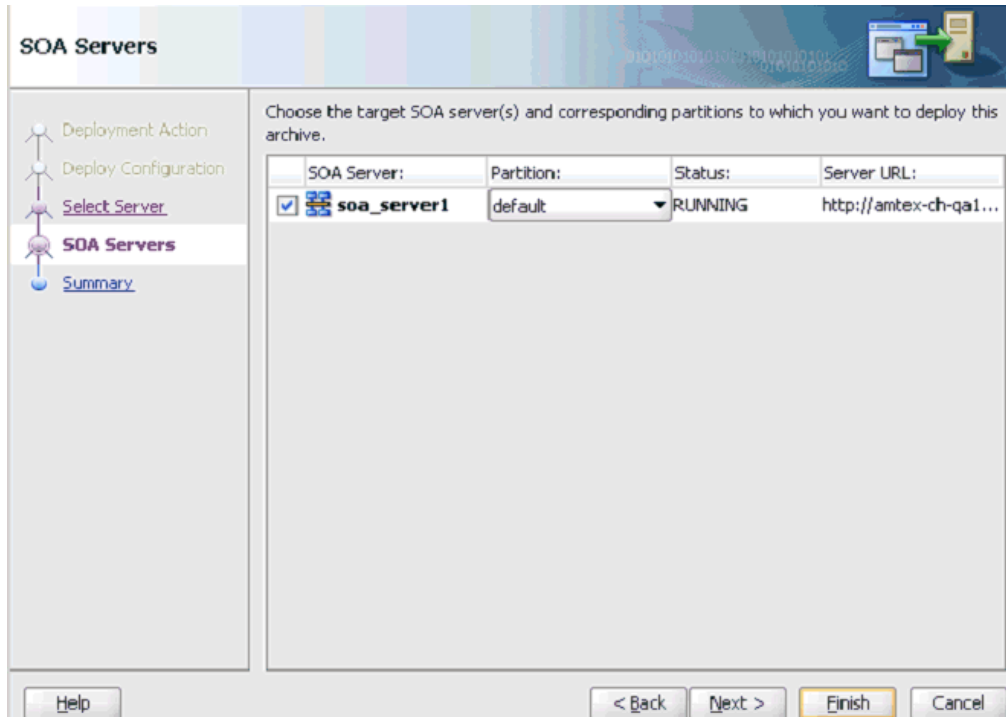 SOA Servers
Deployment Action
Deploy Configuration
Select Server
SOA Servers
Summary
Choose the target SOA server(s) and corresponding partitions to which you want to deploy this
archive.
SOA Server: Partition: Status: Server URL:
soa_server1 default RUNNING http://amtex-ch-qa1...
Help < Back Next > Finish Cancel